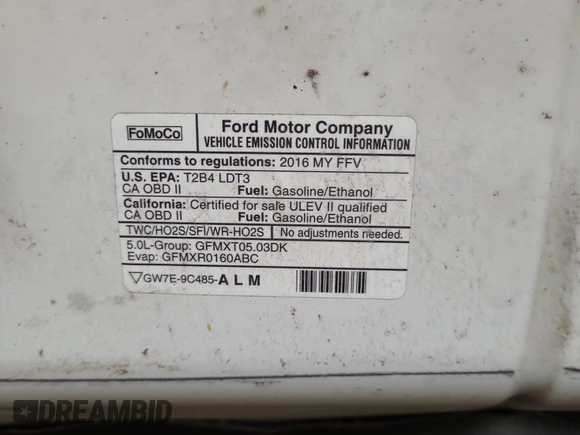 FoMoCo
Ford Motor Company
VEHICLE EMISSION CONTROL INFORMATION
Conforms to regulations: 2016 MY FFV
U.S. EPA: T2B4 LDT3
CA OBD II Fuel: Gasoline/Ethanol
California: Certified for sale ULEV II qualified
CA OBD II Fuel: Gasoline/Ethanol
TWC/HO2S/SFI/WR-HO2S No adjustments needed.
5.0L-Group: GFMXT05.03DK
Evap: GFMXR0160ABC
GW7E-9C485-A L M
DREAMBID